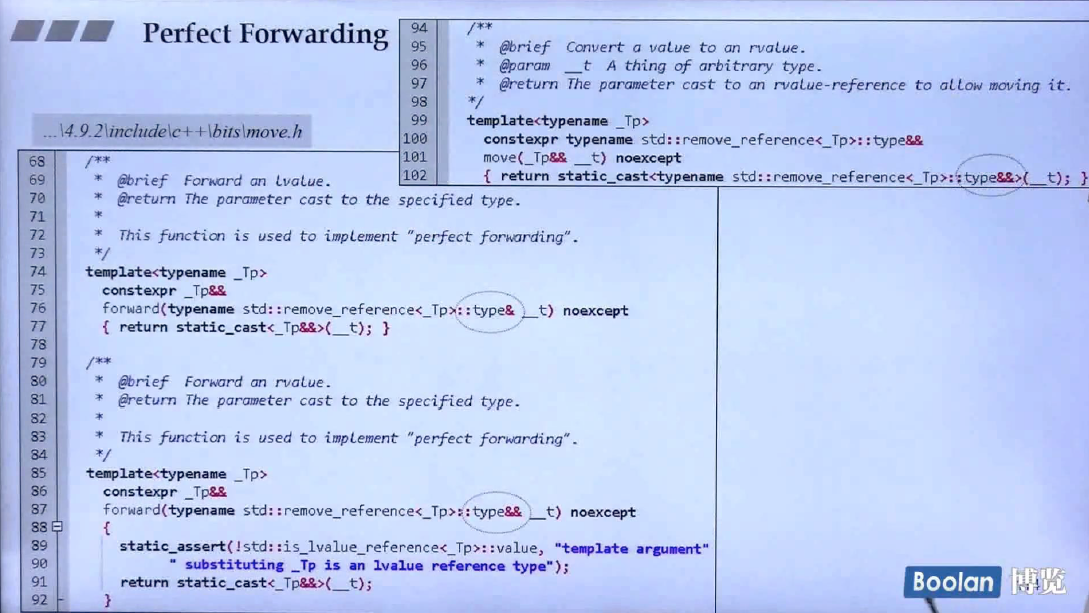 Perfect Forwarding
...\4.9.2\include\c++\bits\move.h
94 /**
95 * @brief Convert a value to an rvalue.
96 * @param __t A thing of arbitrary type.
97 * @return The parameter cast to an rvalue-reference to allow moving it.
98 */
99 template<typename _Tp>
100 constexpr typename std::remove_reference<_Tp>::type&&
101 move(_Tp&& __t) noexcept
102 { return static_cast<typename std::remove_reference<_Tp>::type&&>(__t); }
68 /**
69 * @brief Forward an lvalue.
70 * @return The parameter cast to the specified type.
71 *
72 * This function is used to implement "perfect forwarding".
73 */
74 template<typename _Tp>
75 constexpr _Tp&&
76 forward(typename std::remove_reference<_Tp>::type& __t) noexcept
77 { return static_cast<_Tp&&>(__t); }
78
79 /**
80 * @brief Forward an rvalue.
81 * @return The parameter cast to the specified type.
82 *
83 * This function is used to implement "perfect forwarding".
84 */
85 template<typename _Tp>
86 constexpr _Tp&&
87 forward(typename std::remove_reference<_Tp>::type&& __t) noexcept
88 {
89 static_assert(!std::is_lvalue_reference<_Tp>::value, "template argument"
90 " substituting _Tp is an lvalue reference type");
91 return static_cast<_Tp&&>(__t);
92 }
Boolan 博览